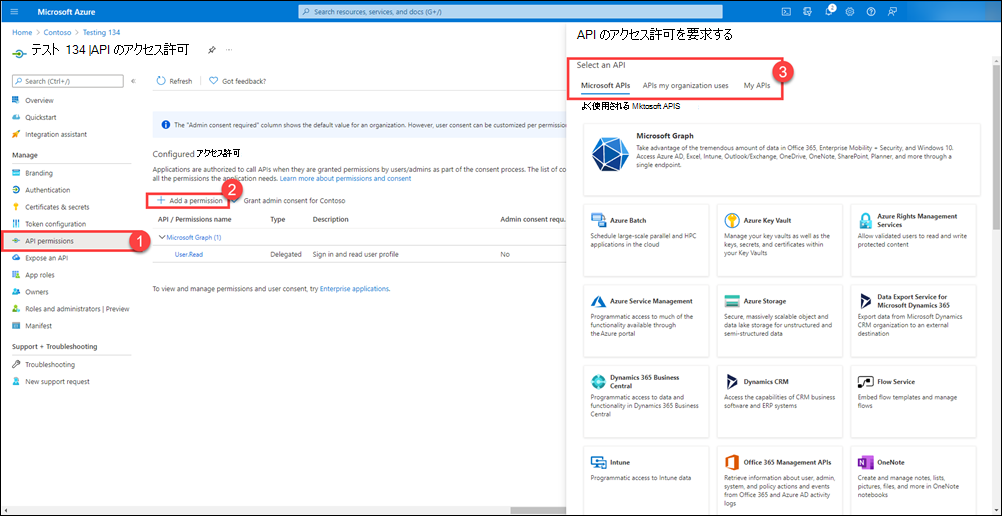 Microsoft Azure
Search resources, services, and docs (G+/)
2
Home > Contoso > Testing 134
テスト 134 |API のアクセス許可
Search (Ctrl+/)
Overview
Quickstart
Integration assistant
Manage
Branding
Authentication
Certificates & secrets
Token configuration
API permissions
1
Expose an API
App roles
Owners
Roles and administrators | Preview
Manifest
Support + Troubleshooting
Troubleshooting
New support request
Refresh
Got feedback?
The "Admin consent required" column shows the default value for an organization. However, user consent can be customized per permission
Configured アクセス許可
Applications are authorized to call APIs when they are granted permissions by users/admins as part of the consent process. The list of co
all the permissions the application needs. Learn more about permissions and consent
2
Add a permission
Grant admin consent for Contoso
API / Permissions name Type Description Admin consent requ...
Microsoft Graph (1)
User.Read Delegated Sign in and read user profile No
To view and manage permissions and user consent, try Enterprise applications.
API のアクセス許可を要求する
Select an API
3
Microsoft APIs APIs my organization uses My APIs
よく使用される Mktosoft APIS
Microsoft Graph
Take advantage of the tremendous amount of data in Office 365, Enterprise Mobility + Security, and Windows 10.
Access Azure AD, Excel, Intune, Outlook/Exchange, OneDrive, OneNote, SharePoint, Planner, and more through a
single endpoint.
Azure Batch
Schedule large-scale parallel and HPC
applications in the cloud
Azure Key Vault
Manage your key vaults as well as the
keys, secrets, and certificates within
your Key Vaults
Azure Rights Management
Services
Allow validated users to read and write
protected content
Azure Service Management
Programmatic access to much of the
functionality available through
the Azure portal
Azure Storage
Secure, massively scalable object and
data lake storage for unstructured and
semi-structured data
Data Export Service for
Microsoft Dynamics 365
Export data from Microsoft Dynamics
CRM organization to an external
destination
Dynamics 365 Business
Central
Programmatic access to data and
functionality in Dynamics 365 Business
Central
Dynamics CRM
Access the capabilities of CRM business
software and ERP systems
Flow Service
Embed flow templates and manage
flows
Intune
Programmatic access to Intune data
Office 365 Management APIs
Retrieve information about user, admin,
system, and policy actions and events
from Office 365 and Azure AD activity
logs
OneNote
Create and manage notes, lists,
pictures, files, and more in OneNote
notebooks